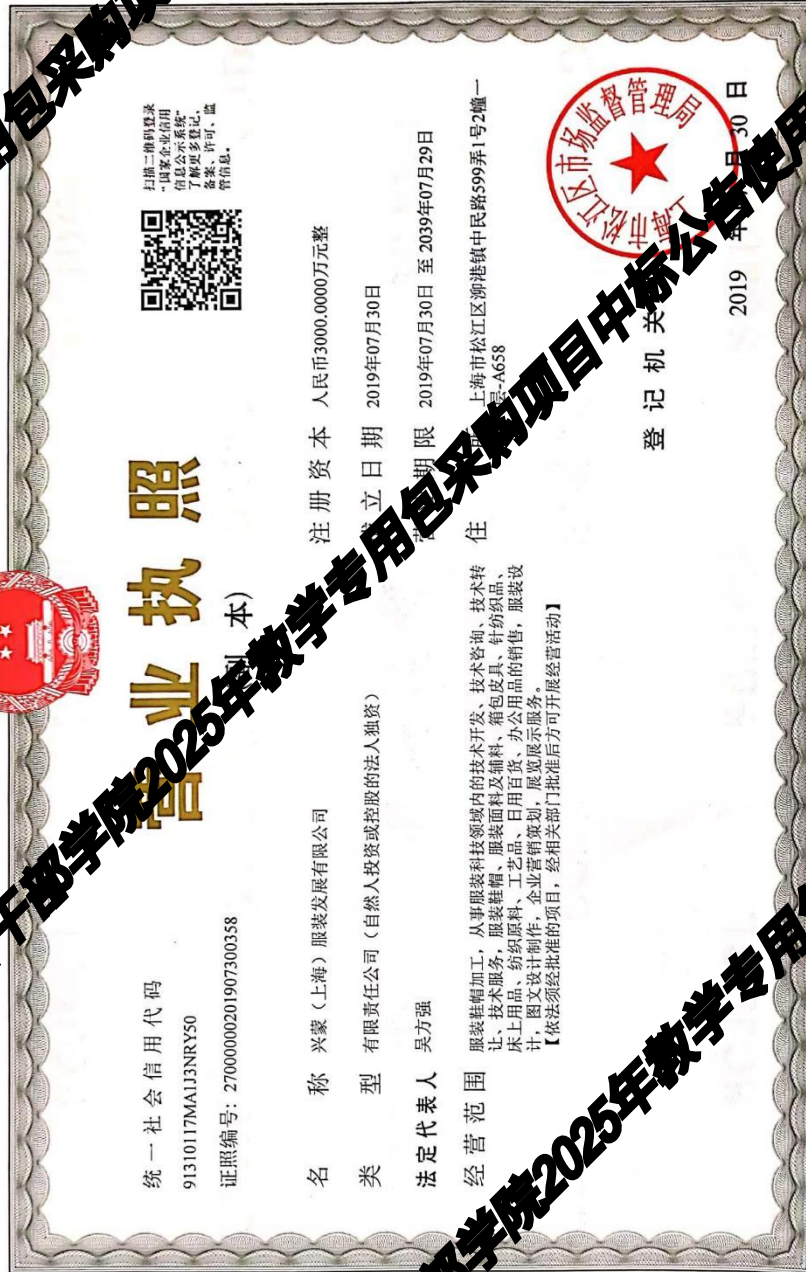 统一社会信用代码
91310117MA1J3NRY50
证照编号：27000000201907300358
营业执照
本）
扫描二维码登录
“国家企业信用
信息公示系统”
了解更多登记、
备案、许可、监
管信息。
名称 兴蒙（上海）服装发展有限公司
类型 有限责任公司（自然人投资或控股的法人独资）
法定代表人 吴方强
经营范围 服装鞋帽加工，从事服装科技领域内的技术开发、技术咨询、技术转
让、技术服务，服装鞋帽、服装面料及辅料、箱包皮具、针纺织品、
床上用品、纺织原料、工艺品、日用百货、办公用品的销售，服装设
计，图文设计制作，企业营销策划，展览展示服务。
【依法须经批准的项目，经相关部门批准后方可开展经营活动】
注册资本 人民币3000.0000万元整
立日期 2019年07月30日
期限 2019年07月30日 至 2039年07月29日
住 上海市松江区泖港镇中民路599弄1号2幢一
层-A658
登记机关
上海市松江区市场监督管理局
2019 年 月 30 日
用包采购项
干部学院2025年教学专用包采购项目中标公告使用
部学院2025年教学专用